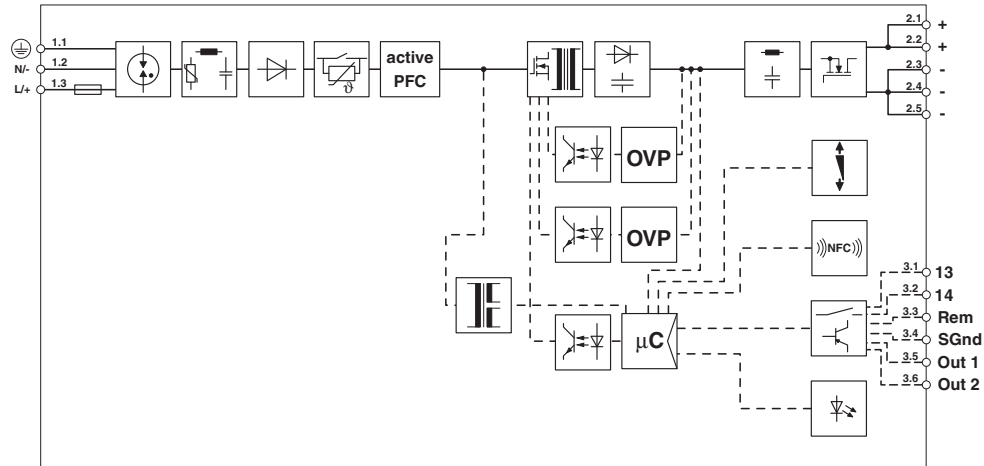 1.1
N/-
1.2
L/+
1.3
ϑ
active
PFC
2.1
+
2.2
+
2.3
-
2.4
-
2.5
-
OVP
OVP
NFC
μC
3.1
13
3.2
14
3.3
Rem
3.4
SGnd
3.5
Out 1
3.6
Out 2